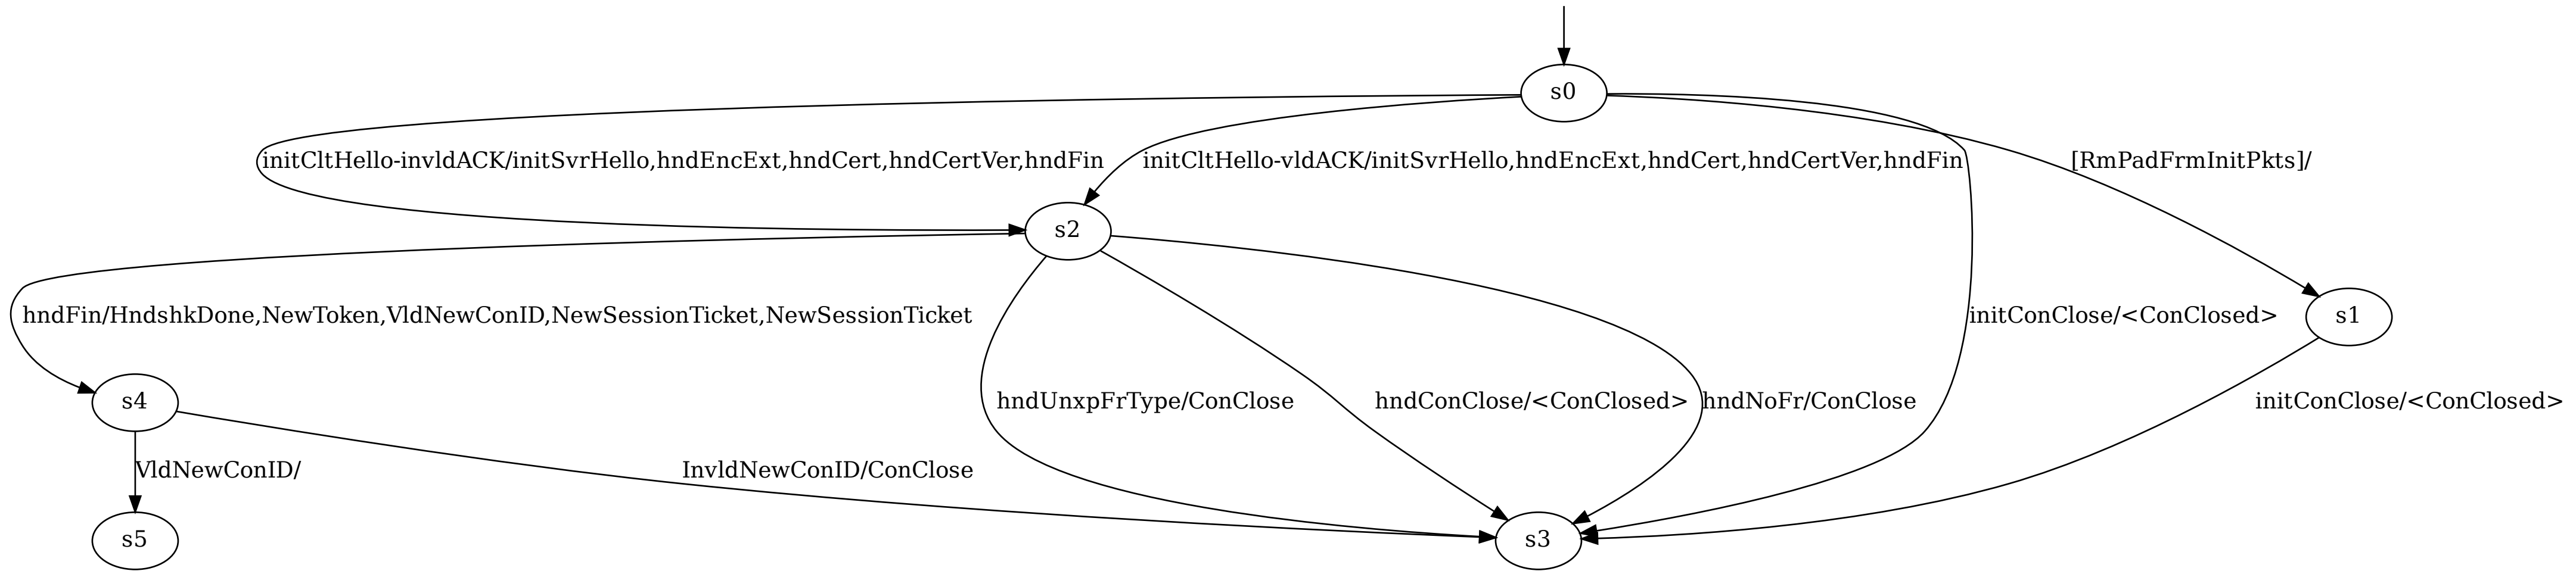 s0
initCltHello-invldACK/initSvrHello,hndEncExt,hndCert,hndCertVer,hndFin
initCltHello-vldACK/initSvrHello,hndEncExt,hndCert,hndCertVer,hndFin
[RmPadFrmInitPkts]/
s2
hndFin/HndshkDone,NewToken,VldNewConID,NewSessionTicket,NewSessionTicket
initConClose/<ConClosed>
s1
s4
hndUnxpFrType/ConClose
hndConClose/<ConClosed>
hndNoFr/ConClose
initConClose/<ConClosed>
VldNewConID/
InvldNewConID/ConClose
s5
s3